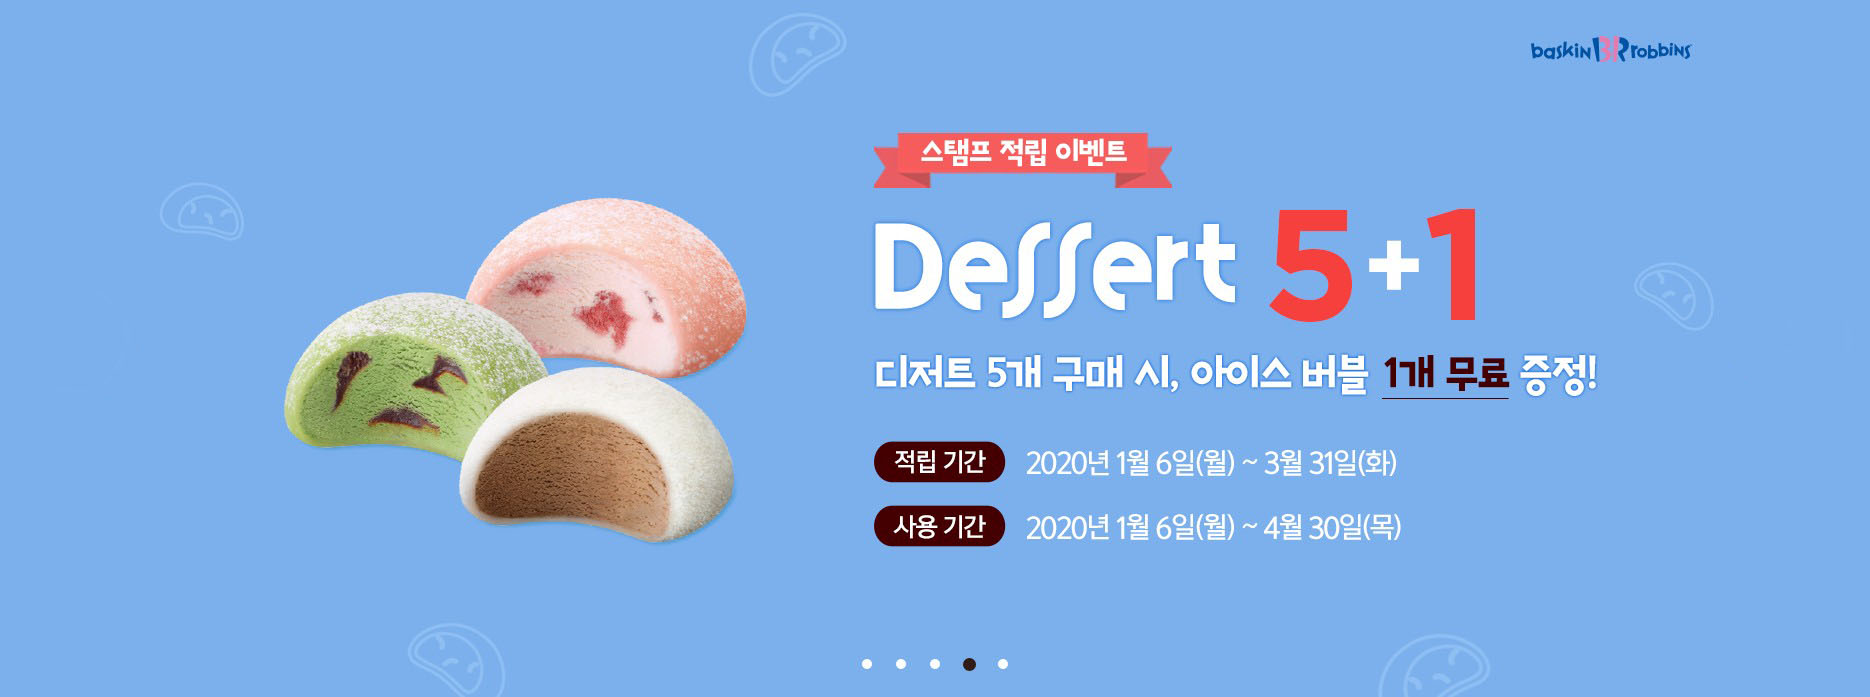 baskin BR robbins
스탬프 적립 이벤트
Dessert 5+1
디저트 5개 구매 시, 아이스 버블 1개 무료 증정!
적립 기간 2020년 1월 6일(월) ~ 3월 31일(화)
사용 기간 2020년 1월 6일(월) ~ 4월 30일(목)